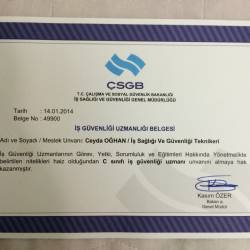 ÇSGB
T.C. ÇALIŞMA VE SOSYAL GÜVENLİK BAKANLIĞI
İŞ SAĞLIĞI VE GÜVENLİĞİ GENEL MÜDÜRLÜĞÜ
Tarih : 14.01.2014
Belge No : 49900
İŞ GÜVENLİĞİ UZMANLIĞI BELGESİ
Adı ve Soyadı / Meslek Unvanı: Ceyda OĞHAN / İş Sağlığı Ve Güvenliği Teknikeri
İş Güvenliği Uzmanlarının Görev, Yetki, Sorumluluk ve Eğitimleri Hakkında Yönetmelikte
belirtilen nitelikleri haiz olduğundan C sınıfı iş güvenliği uzmanı unvanını almaya hak
kazanmıştır.
Kasım ÖZER
Bakan a.
Genel Müdür